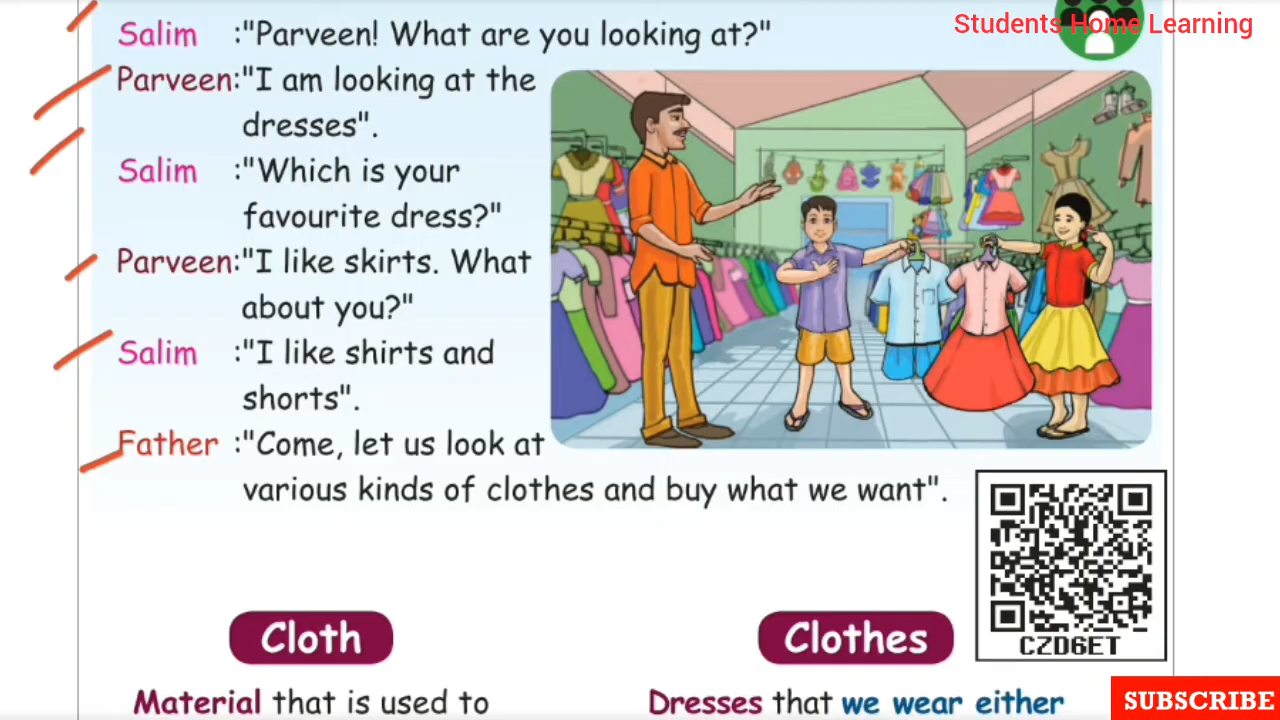 Students Home Learning
Salim :"Parveen! What are you looking at?"
Parveen:"I am looking at the
dresses".
Salim :"Which is your
favourite dress?"
Parveen:"I like skirts. What
about you?"
Salim :"I like shirts and
shorts".
Father :"Come, let us look at
various kinds of clothes and buy what we want".
CZD6ET
Cloth
Clothes
Material that is used to
Dresses that we wear either
SUBSCRIBE